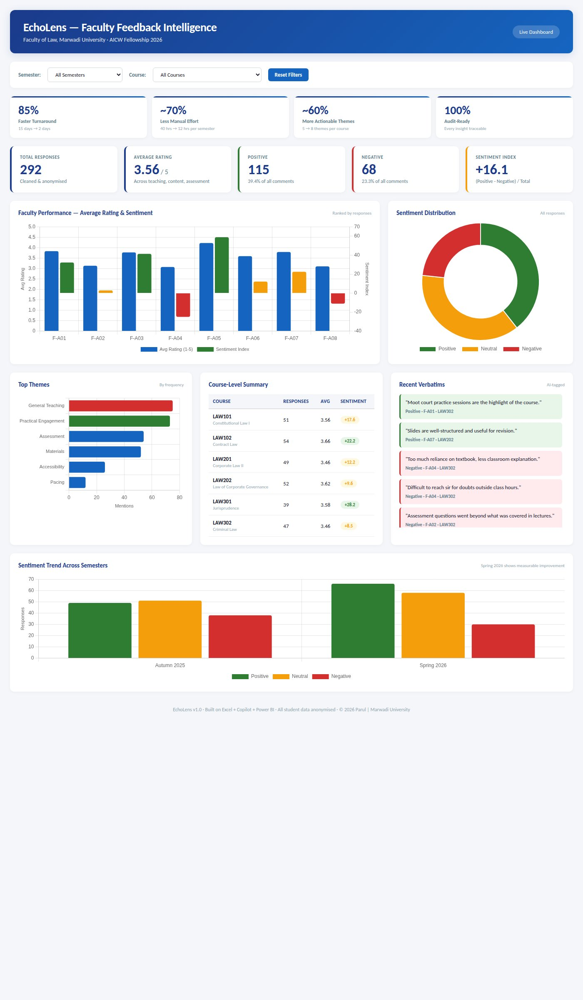 EchoLens — Faculty Feedback Intelligence
Faculty of Law, Marwadi University · AICW Fellowship 2026
Live Dashboard
Semester: All Semesters Course: All Courses Reset Filters
85%
Faster Turnaround
15 days → 2 days
~70%
Less Manual Effort
40 hrs → 12 hrs per semester
~60%
More Actionable Themes
5 → 8 themes per course
100%
Audit-Ready
Every insight traceable
TOTAL RESPONSES
292
Cleaned & anonymised
AVERAGE RATING
3.56 / 5
Across teaching, content, assessment
POSITIVE
115
39.4% of all comments
NEGATIVE
68
23.3% of all comments
SENTIMENT INDEX
+16.1
(Positive - Negative) / Total
Faculty Performance — Average Rating & Sentiment
Ranked by responses
5.0
4.5
4.0
3.5
3.0
2.5
2.0
1.5
1.0
0.5
0
Avg Rating
70
60
40
20
0
-20
-40
Sentiment Index
F-A01 F-A02 F-A03 F-A04 F-A05 F-A06 F-A07 F-A08
Avg Rating (1-5) Sentiment Index
Sentiment Distribution
All responses
Positive Neutral Negative
Top Themes
By frequency
General Teaching
Practical Engagement
Assessment
Materials
Accessibility
Pacing
0 20 40 60 80
Mentions
Course-Level Summary
COURSE RESPONSES AVG SENTIMENT
LAW101
Constitutional Law I
51 3.56 +17.6
LAW102
Contract Law
54 3.66 +22.2
LAW201
Corporate Law II
49 3.46 +12.2
LAW202
Law of Corporate Governance
52 3.62 +9.6
LAW301
Jurisprudence
39 3.58 +28.2
LAW302
Criminal Law
47 3.46 +8.5
Recent Verbatims
AI-tagged
"Moot court practice sessions are the highlight of the course."
Positive · F-A01 · LAW302
"Slides are well-structured and useful for revision."
Positive · F-A07 · LAW202
"Too much reliance on textbook, less classroom explanation."
Negative · F-A04 · LAW302
"Difficult to reach sir for doubts outside class hours."
Negative · F-A04 · LAW302
"Assessment questions went beyond what was covered in lectures."
Negative · F-A02 · LAW302
Sentiment Trend Across Semesters
Spring 2026 shows measurable improvement
70
60
50
40
30
20
10
0
Responses
Autumn 2025 Spring 2026
Positive Neutral Negative
EchoLens v1.0 · Built on Excel + Copilot + Power BI · All student data anonymised · © 2026 Parul | Marwadi University